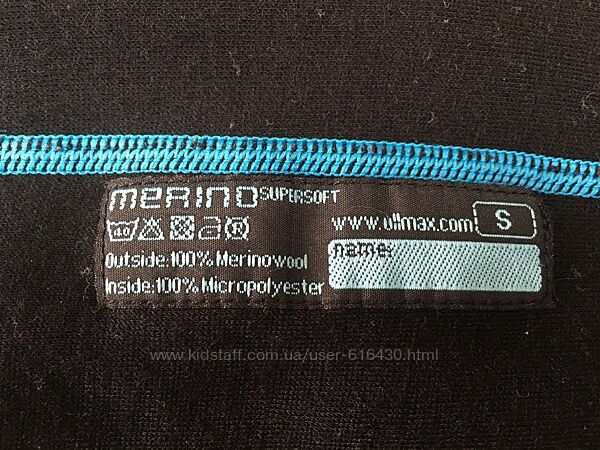 merino SUPERSOFT
40
www.ullmax.com
S
name:
Outside:100% Merinowool
Inside:100% Micropolyester
www.kidstaff.com.ua/user-616430.html